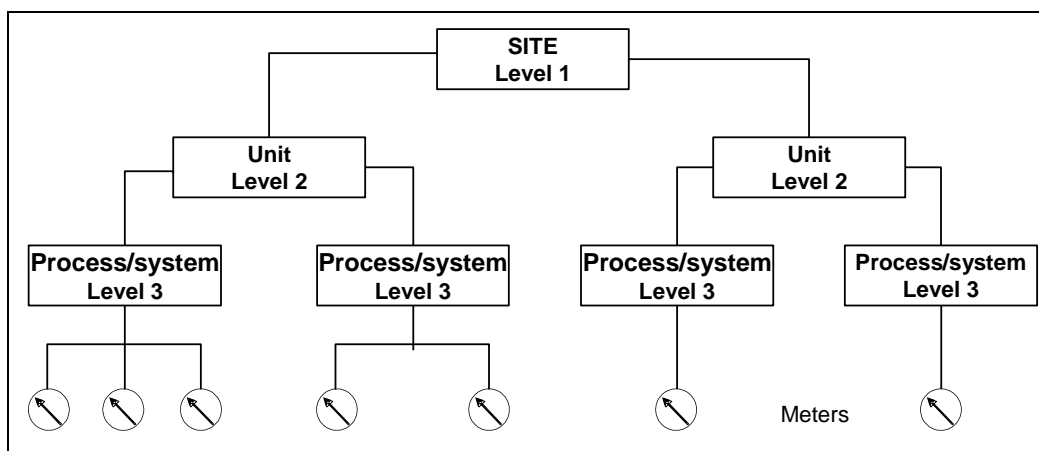 SITE
Level 1
Unit
Level 2
Unit
Level 2
Process/system
Level 3
Process/system
Level 3
Process/system
Level 3
Process/system
Level 3
Meters